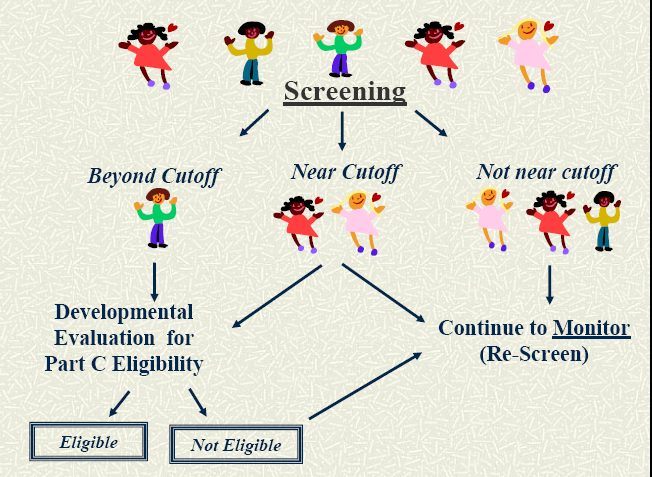 Screening
Beyond Cutoff
Near Cutoff
Not near cutoff
Developmental
Evaluation for
Part C Eligibility
Continue to Monitor
(Re-Screen)
Eligible
Not Eligible